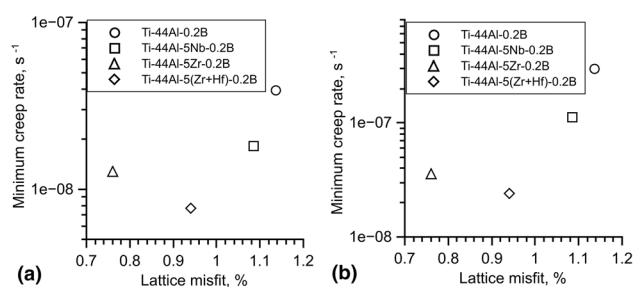 1e−07
Minimum creep rate, s⁻¹
Ti-44Al-0.2B
Ti-44Al-5Nb-0.2B
Ti-44Al-5Zr-0.2B
Ti-44Al-5(Zr+Hf)-0.2B
1e−08
0.7 0.8 0.9 1 1.1 1.2
Lattice misfit, %
(a)
Minimum creep rate, s⁻¹
Ti-44Al-0.2B
Ti-44Al-5Nb-0.2B
Ti-44Al-5Zr-0.2B
Ti-44Al-5(Zr+Hf)-0.2B
1e−07
1e−08
0.7 0.8 0.9 1 1.1 1.2
Lattice misfit, %
(b)